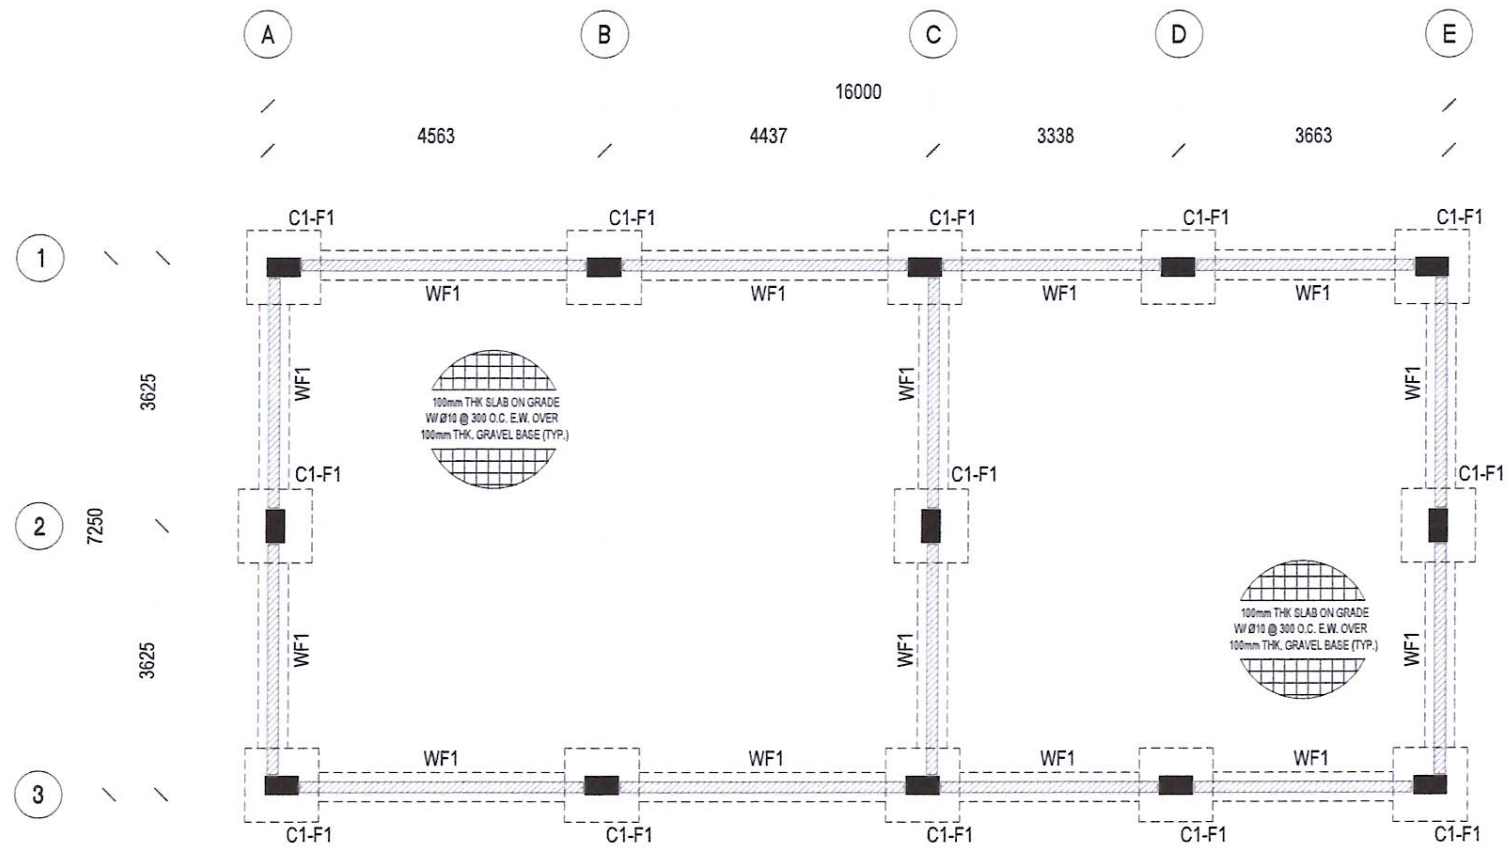 A
B
C
D
E
16000
4563
4437
3338
3663
C1-F1
C1-F1
C1-F1
C1-F1
C1-F1
1
WF1
WF1
WF1
WF1
3625
WF1
WF1
WF1
100mm THK SLAB ON GRADE
W/ Ø10 @ 300 O.C. E.W. OVER
100mm THK. GRAVEL BASE (TYP.)
C1-F1
C1-F1
C1-F1
2
7250
3625
WF1
WF1
WF1
100mm THK SLAB ON GRADE
W/ Ø10 @ 300 O.C. E.W. OVER
100mm THK. GRAVEL BASE (TYP.)
WF1
WF1
WF1
WF1
3
C1-F1
C1-F1
C1-F1
C1-F1
C1-F1